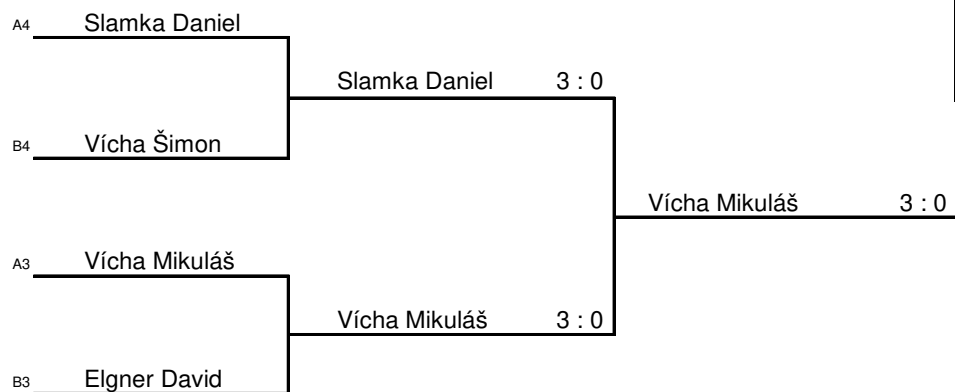 A4 Slamka Daniel
Slamka Daniel 3 : 0
B4 Vícha Šimon
Vícha Mikuláš 3 : 0
A3 Vícha Mikuláš
Vícha Mikuláš 3 : 0
B3 Elgner David